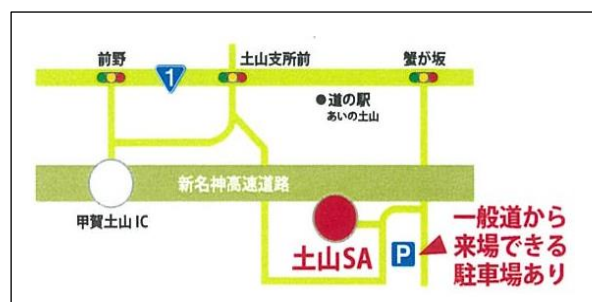 前野
土山支所前
蟹が坂
1
●道の駅
あいの土山
新名神高速道路
甲賀土山IC
土山SA
P
一般道から
来場できる
駐車場あり